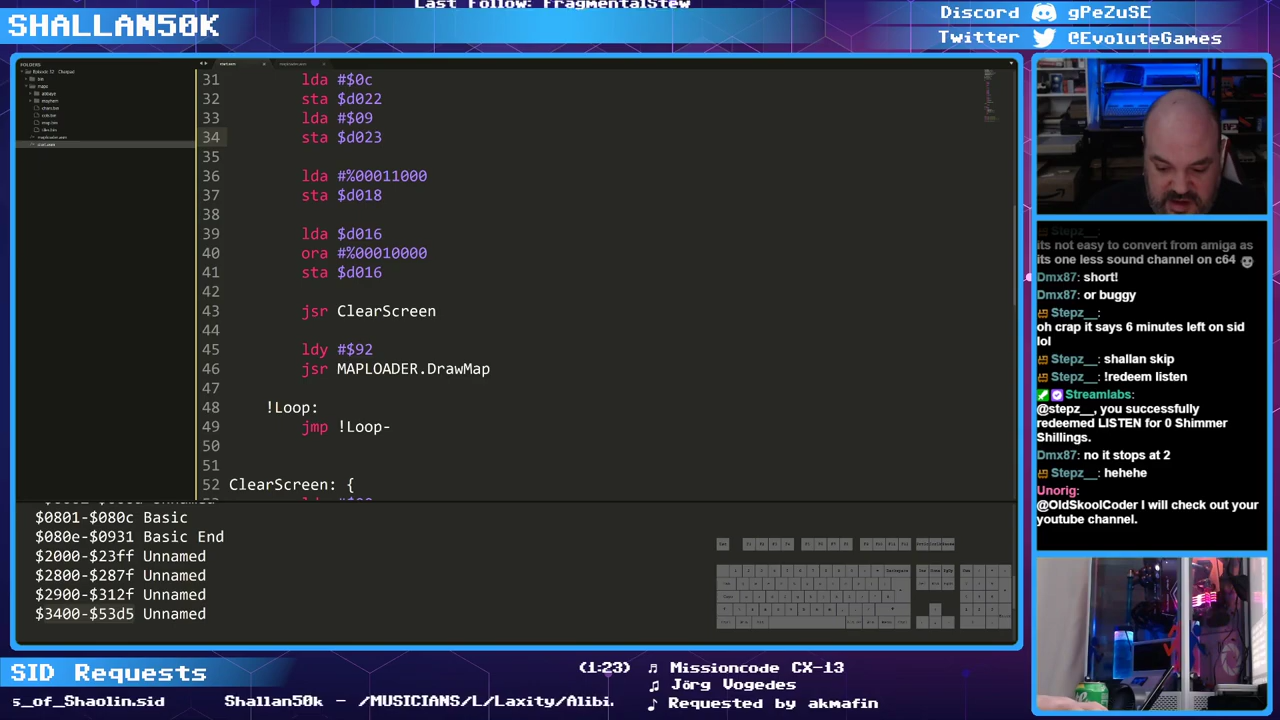 Last Follow: FragmentalStew
SHALLAN50K
Discord gPeZuSE
Twitter @EvoluteGames
FOLDERS
31 lda #$0c
32 sta $d022
33 lda #$09
34 sta $d023
35
36 lda #%00011000
37 sta $d018
38
39 lda $d016
40 ora #%00010000
41 sta $d016
42
43 jsr ClearScreen
44
45 ldy #$92
46 jsr MAPLOADER.DrawMap
47
48 !Loop:
49 jmp !Loop-
50
51
52 ClearScreen: {
$0801-$080c Basic
$080e-$0931 Basic End
$2000-$23ff Unnamed
$2800-$287f Unnamed
$2900-$312f Unnamed
$3400-$53d5 Unnamed
Stepz__:
its not easy to convert from amiga as
its one less sound channel on c64
Dmx87: short!
Dmx87: or buggy
Stepz__:
oh crap it says 6 minutes left on sid
lol
Stepz__: shallan skip
Stepz__: !redeem listen
Streamlabs:
@stepz__, you successfully
redeemed LISTEN for 0 Shimmer
Shillings.
Dmx87: no it stops at 2
Stepz__: hehehe
Unorig:
@OldSkoolCoder I will check out your
youtube channel.
SID Requests
s_of_Shaolin.sid Shallan50k - /MUSICIANS/L/Laxity/Alibi.
(1:23) ♫ Missioncode CX-13
♫ Jörg Vogedes
♪ Requested by akmafin